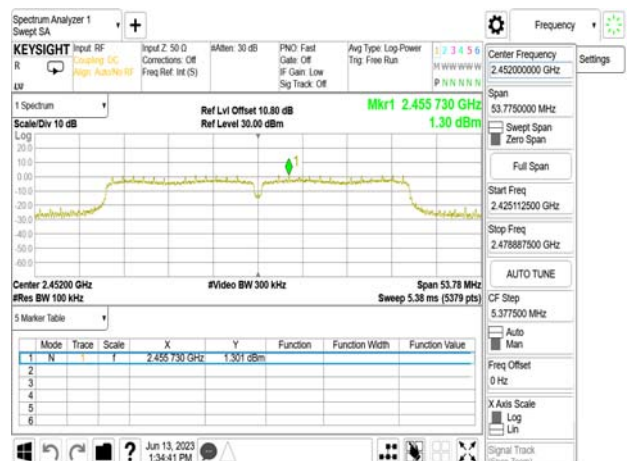 Spectrum Analyzer 1
Swept SA
KEYSIGHT
R
Input: RF
Coupling: DC
Align: Auto/No RF
Input Z: 50 Ω
Corrections: Off
Freq Ref: Int (S)
#Atten: 30 dB
PNO: Fast
Gate: Off
IF Gain: Low
Sig Track: Off
Avg Type: Log-Power
Trig: Free Run
1 2 3 4 5 6
M W W W W W
P N N N N N
1 Spectrum
Scale/Div 10 dB
Ref Lvl Offset 10.80 dB
Ref Level 30.00 dBm
Mkr1 2.455 730 GHz
1.30 dBm
Log
20.0
10.0
0.00
-10.0
-20.0
-30.0
-40.0
-50.0
-60.0
1
Center 2.45200 GHz
#Res BW 100 kHz
#Video BW 300 kHz
Span 53.78 MHz
Sweep 5.38 ms (5379 pts)
5 Marker Table
Mode Trace Scale X Y Function Function Width Function Value
1 N 1 f 2.455 730 GHz 1.301 dBm
2
3
4
5
6
Jun 13, 2023
1:34:41 PM
Frequency
Settings
Center Frequency
2.452000000 GHz
Span
53.7750000 MHz
Swept Span
Zero Span
Full Span
Start Freq
2.425112500 GHz
Stop Freq
2.478887500 GHz
AUTO TUNE
CF Step
5.377500 MHz
Auto
Man
Freq Offset
0 Hz
X Axis Scale
Log
Lin
Signal Track